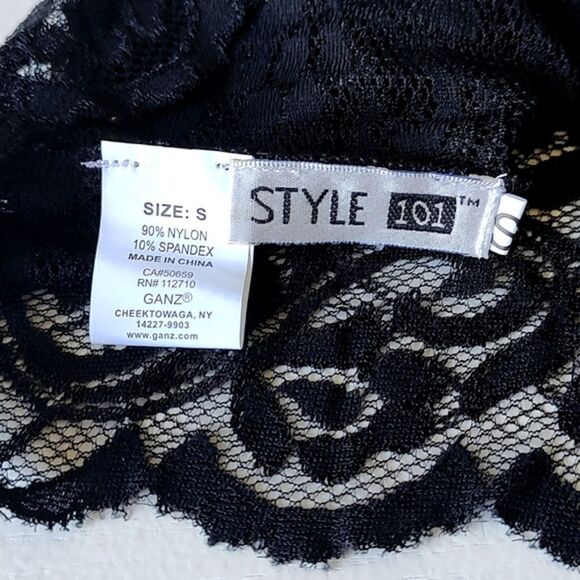 SIZE: S
90% NYLON
10% SPANDEX
MADE IN CHINA
CA#50659
RN# 112710
GANZ®
CHEEKTOWAGA, NY
14227-9903
www.ganz.com
STYLE 101™
S